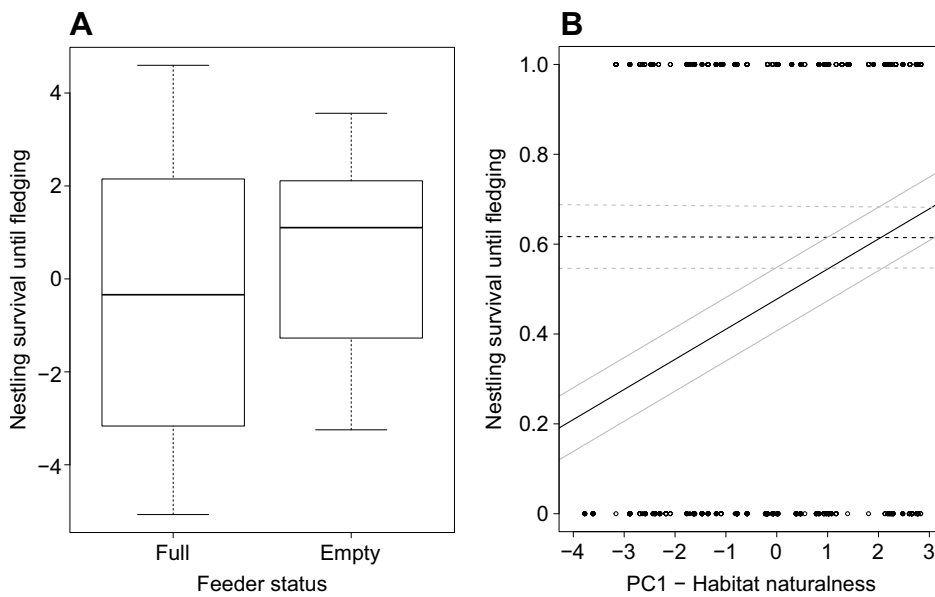 A
Nestling survival until fledging
4
2
0
−2
−4
Full
Empty
Feeder status
B
Nestling survival until fledging
1.0
0.8
0.6
0.4
0.2
0
−4
−3
−2
−1
0
1
2
3
PC1 − Habitat naturalness